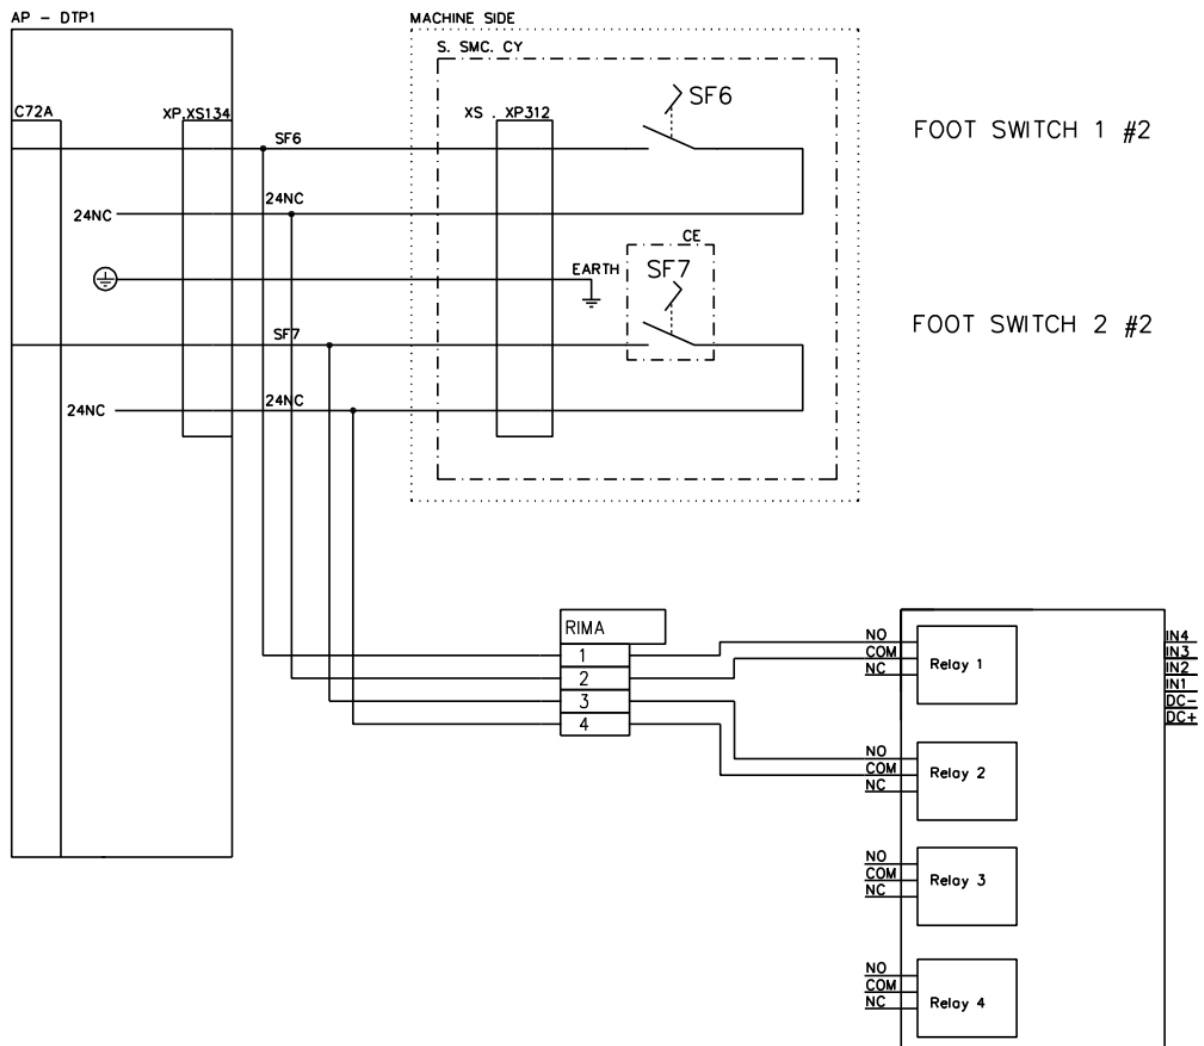 AP - DTP1
MACHINE SIDE
S. SMC. CY
C72A
XP.XS134
XS . XP312
SF6
SF6
FOOT SWITCH 1 #2
24NC
24NC
CE
EARTH
SF7
SF7
FOOT SWITCH 2 #2
24NC
24NC
RIMA
1
2
3
4
NO
COM
NC
Relay 1
IN4
IN3
IN2
IN1
DC-
DC+
NO
COM
NC
Relay 2
NO
COM
NC
Relay 3
NO
COM
NC
Relay 4